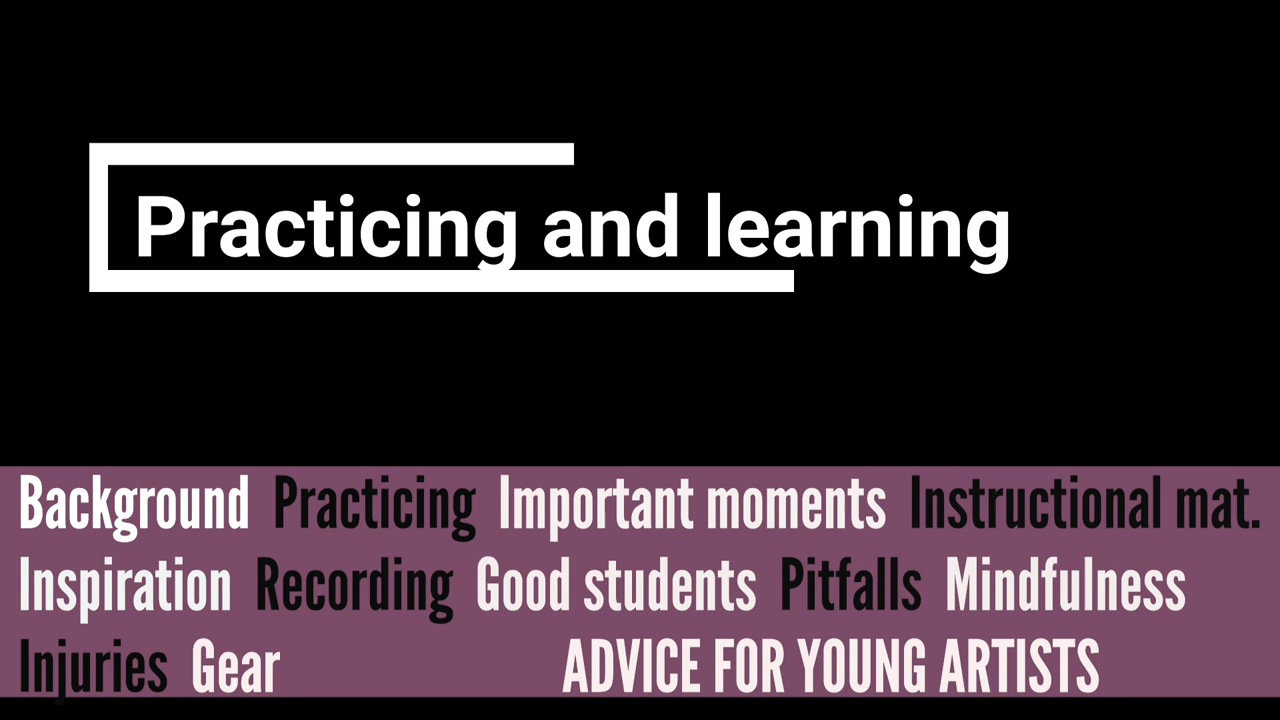 Practicing and learning
Background Practicing Important moments Instructional mat.
Inspiration Recording Good students Pitfalls Mindfulness
Injuries Gear ADVICE FOR YOUNG ARTISTS